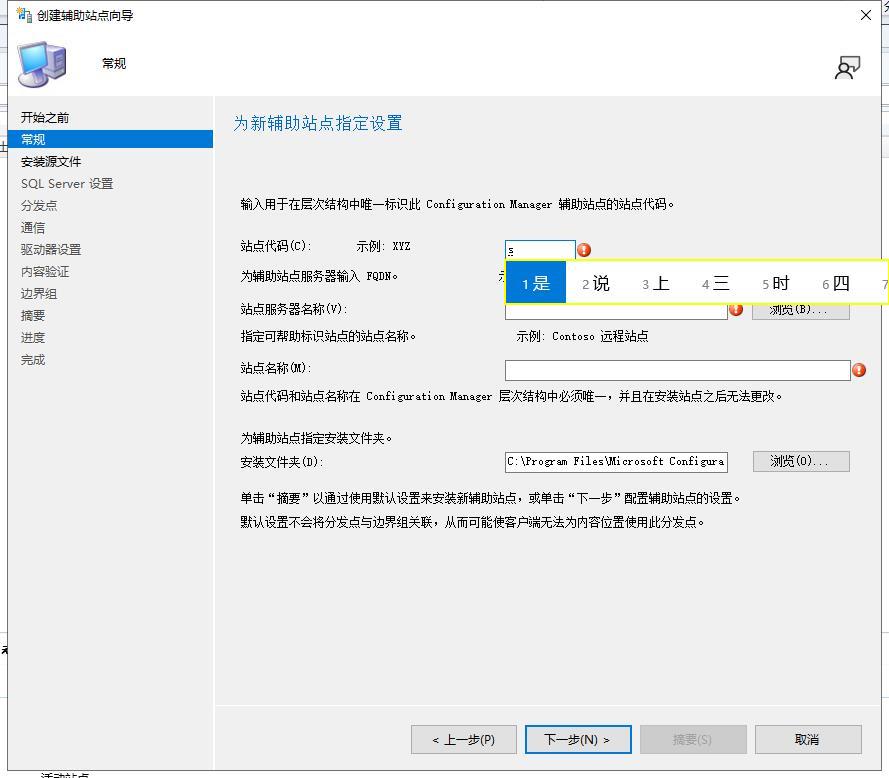 创建辅助站点向导
常规
开始之前
常规
安装源文件
SQL Server 设置
分发点
通信
驱动器设置
内容验证
边界组
摘要
进度
完成
为新辅助站点指定设置
输入用于在层次结构中唯一标识此 Configuration Manager 辅助站点的站点代码。
站点代码(C): 示例: XYZ s
为辅助站点服务器输入 FQDN。
1 是 2 说 3 上 4 三 5 时 6 四 7
站点服务器名称(V): 浏览(B)...
指定可帮助标识站点的站点名称。 示例: Contoso 远程站点
站点名称(M):
站点代码和站点名称在 Configuration Manager 层次结构中必须唯一，并且在安装站点之后无法更改。
为辅助站点指定安装文件夹。
安装文件夹(D): C:\Program Files\Microsoft Configura 浏览(O)...
单击“摘要”以通过使用默认设置来安装新辅助站点，或单击“下一步”配置辅助站点的设置。
默认设置不会将分发点与边界组关联，从而可能使客户端无法为内容位置使用此分发点。
< 上一步(P) 下一步(N) > 摘要(S) 取消